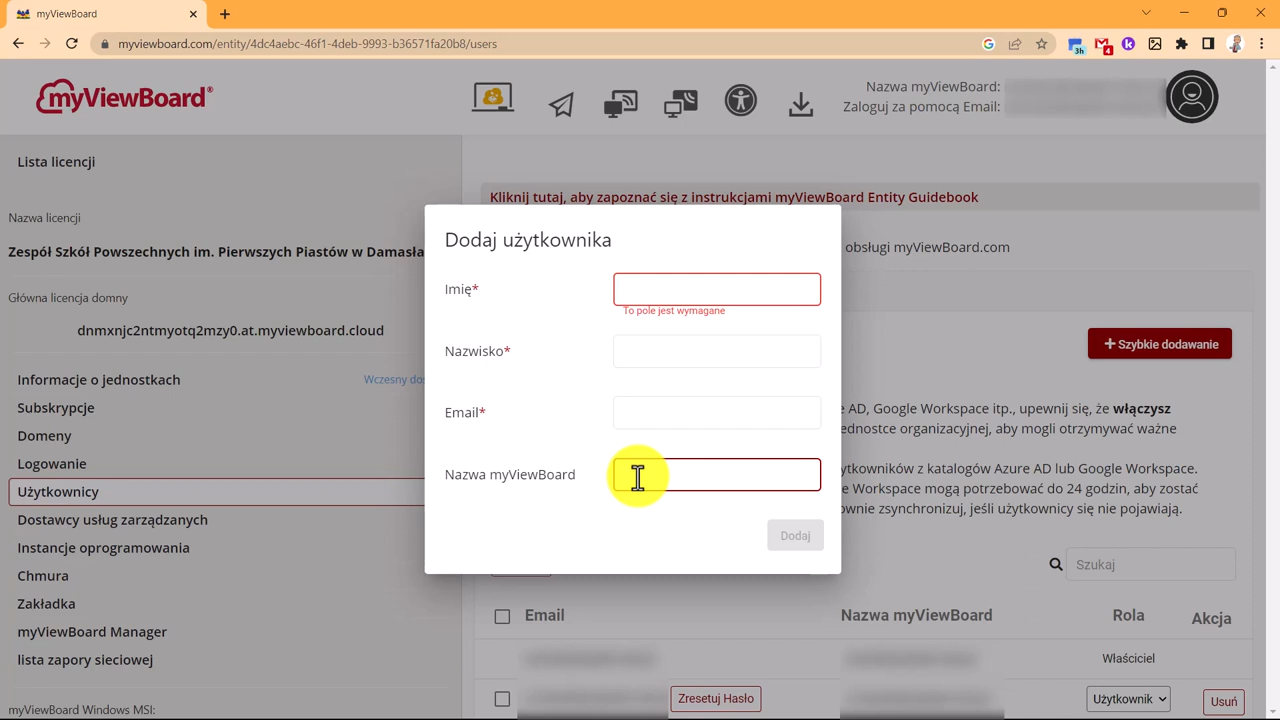 myViewBoard
myviewboard.com/entity/4dc4aebc-46f1-4deb-9993-b36571fa20b8/users
3h
4
myViewBoard®
Nazwa myViewBoard:
Zaloguj za pomocą Email:
Lista licencji
Nazwa licencji
Zespół Szkół Powszechnych im. Pierwszych Piastów w Damasła
Główna licencja domny
dnmxnjc2ntmyotq2mzy0.at.myviewboard.cloud
Informacje o jednostkach
Wczesny do
Subskrypcje
Domeny
Logowanie
Użytkownicy
Dostawcy usług zarządzanych
Instancje oprogramowania
Chmura
Zakładka
myViewBoard Manager
lista zapory sieciowej
myViewBoard Windows MSI:
Kliknij tutaj, aby zapoznać się z instrukcjami myViewBoard Entity Guidebook
obsługi myViewBoard.com
+ Szybkie dodawanie
AD, Google Workspace itp., upewnij się, że włączysz
ednostce organizacyjnej, aby mogli otrzymywać ważne
ytkowników z katalogów Azure AD lub Google Workspace.
e Workspace mogą potrzebować do 24 godzin, aby zostać
ownie zsynchronizuj, jeśli użytkownicy się nie pojawiają.
Dodaj użytkownika
Imię*
To pole jest wymagane
Nazwisko*
Email*
Nazwa myViewBoard
Dodaj
Szukaj
Email
Nazwa myViewBoard
Rola
Akcja
Właściciel
Zresetuj Hasło
Użytkownik
Usuń